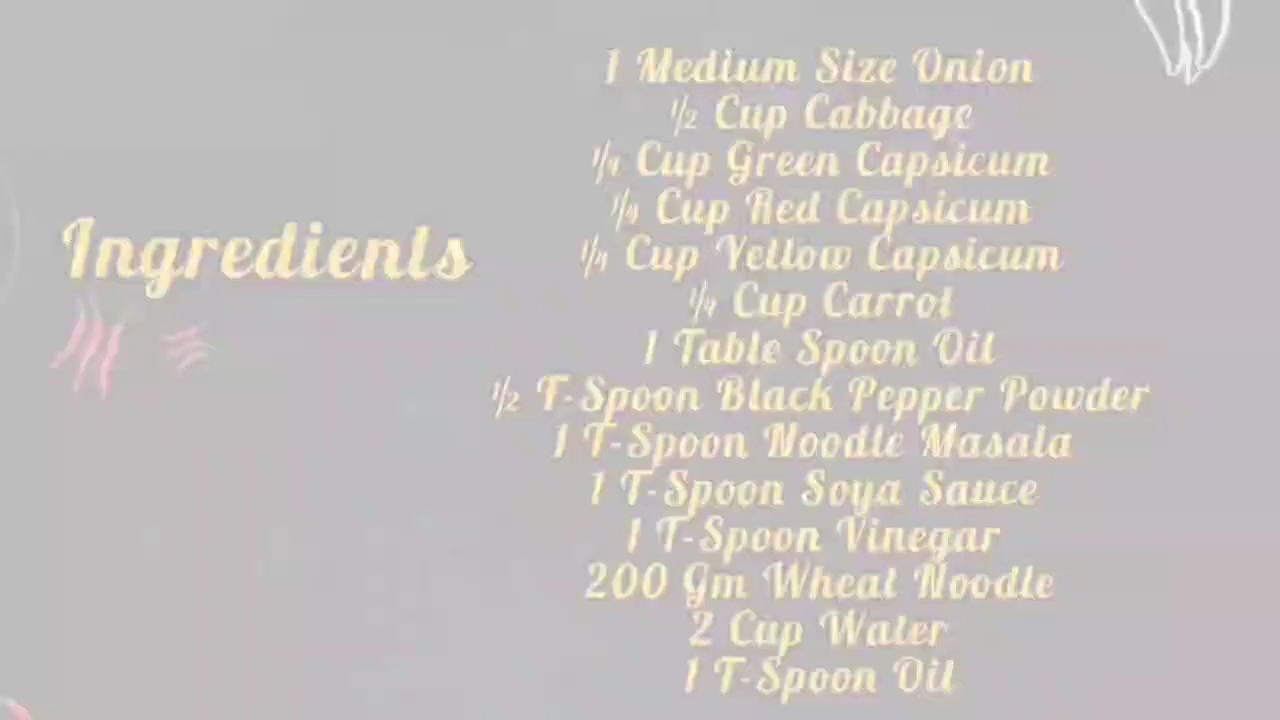 Ingredients
1 Medium Size Onion
½ Cup Cabbage
¼ Cup Green Capsicum
¼ Cup Red Capsicum
¼ Cup Yellow Capsicum
¼ Cup Carrot
1 Table Spoon Oil
½ T-Spoon Black Pepper Powder
1 T-Spoon Noodle Masala
1 T-Spoon Soya Sauce
1 T-Spoon Vinegar
200 Gm Wheat Noodle
2 Cup Water
1 T-Spoon Oil